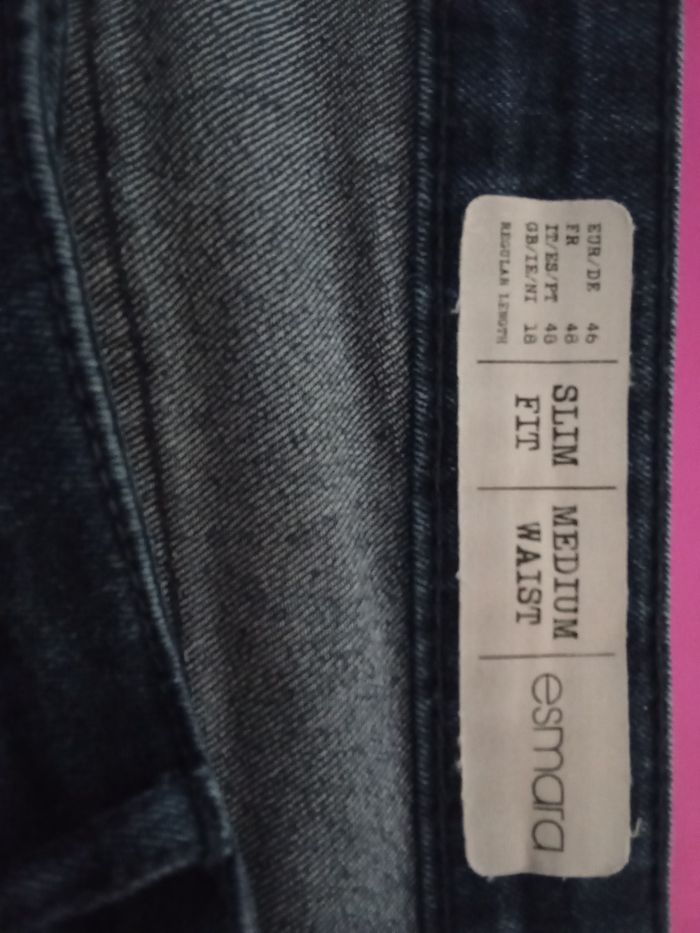 EUR/DE 46
FR 48
IT/ES/PT 48
GB/IE/NI 18
REGULAR LENGTH
SLIM
FIT
MEDIUM
WAIST
esmara